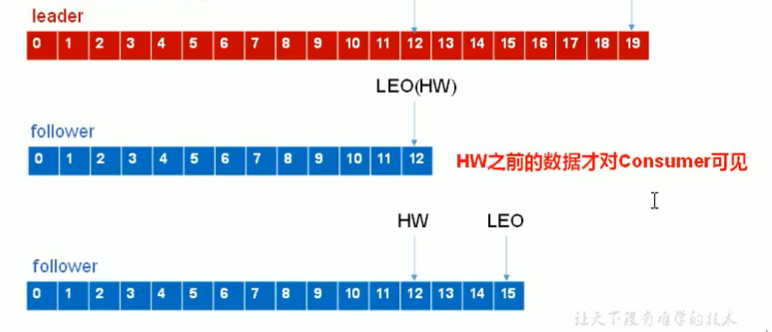 leader
0 1 2 3 4 5 6 7 8 9 10 11 12 13 14 15 16 17 18 19
LEO(HW)
follower
0 1 2 3 4 5 6 7 8 9 10 11 12
HW之前的数据才对Consumer可见
HW LEO
follower
0 1 2 3 4 5 6 7 8 9 10 11 12 13 14 15
让天下没有难学的技术